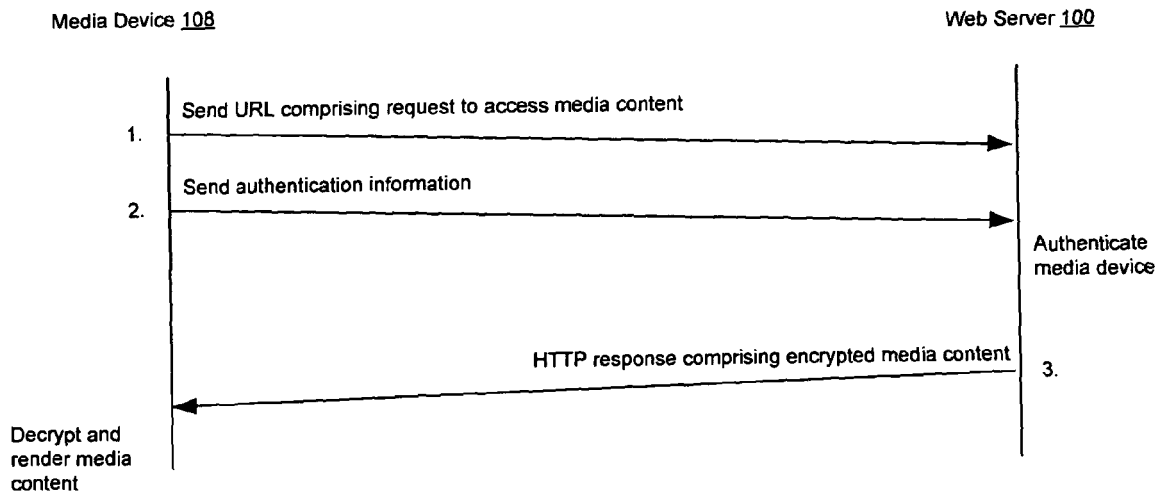 Media Device 108
Web Server 100
Send URL comprising request to access media content
1.
Send authentication information
2.
Authenticate
media device
HTTP response comprising encrypted media content
3.
Decrypt and
render media
content